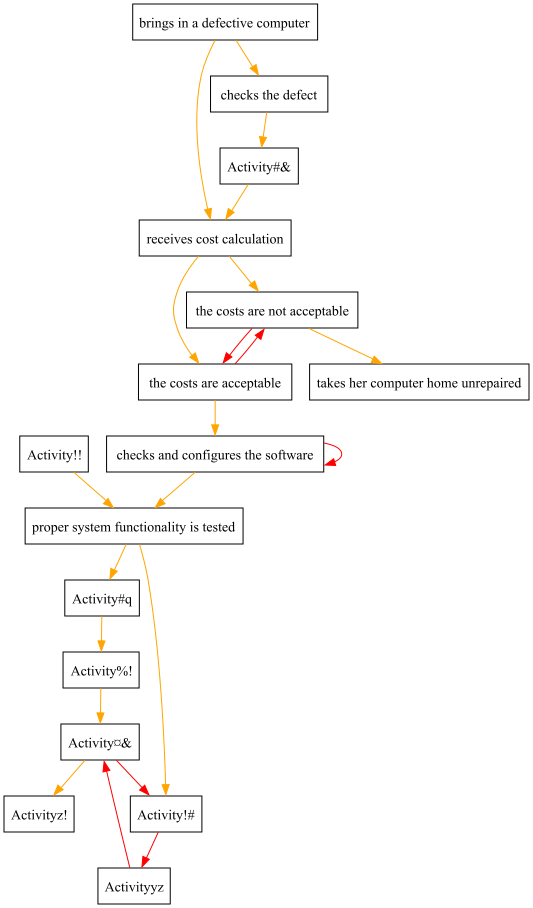 brings in a defective computer
checks the defect
Activity#&
receives cost calculation
the costs are not acceptable
the costs are acceptable
takes her computer home unrepaired
Activity!!
checks and configures the software
proper system functionality is tested
Activity#q
Activity%!
Activity¤&
Activityz!
Activity!#
Activityyz